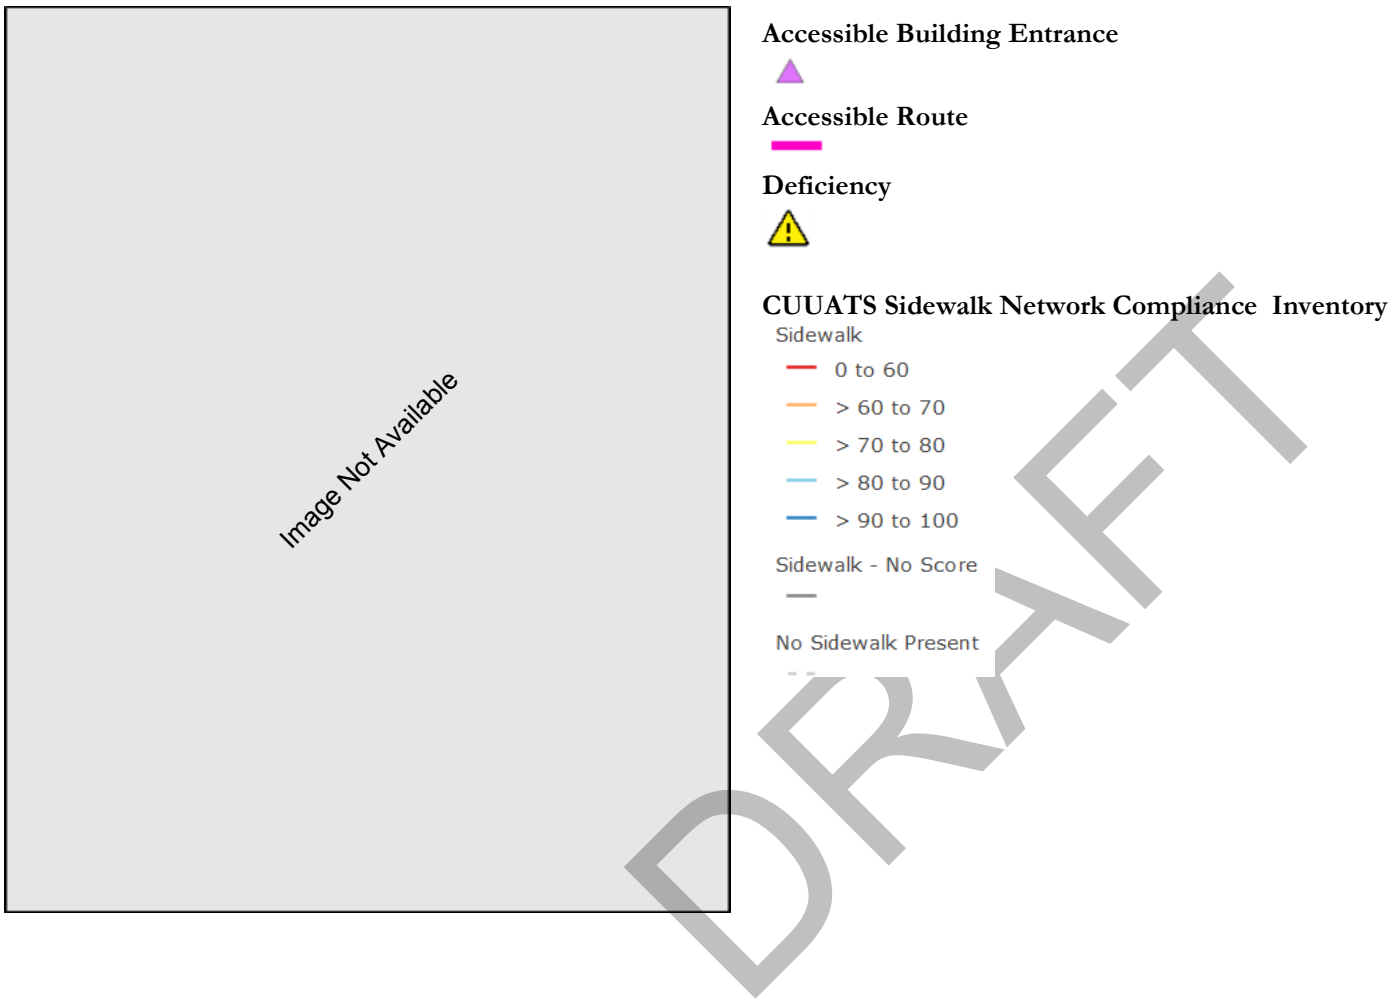 Image Not Available
Accessible Building Entrance
Accessible Route
Deficiency
CUUATS Sidewalk Network Compliance Inventory
Sidewalk
0 to 60
> 60 to 70
> 70 to 80
> 80 to 90
> 90 to 100
Sidewalk - No Score
No Sidewalk Present
DRAFT